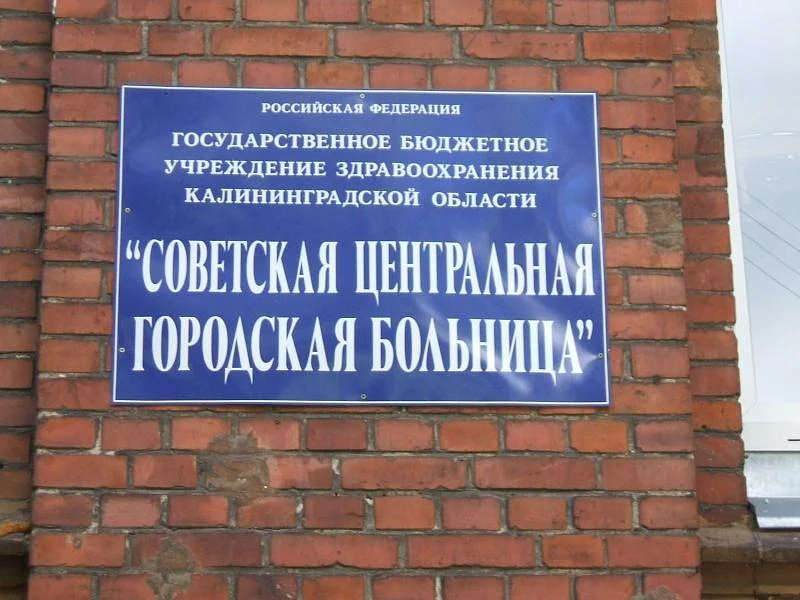 РОССИЙСКАЯ ФЕДЕРАЦИЯ
ГОСУДАРСТВЕННОЕ БЮДЖЕТНОЕ
УЧРЕЖДЕНИЕ ЗДРАВООХРАНЕНИЯ
КАЛИНИНГРАДСКОЙ ОБЛАСТИ
“СОВЕТСКАЯ ЦЕНТРАЛЬНАЯ
ГОРОДСКАЯ БОЛЬНИЦА”